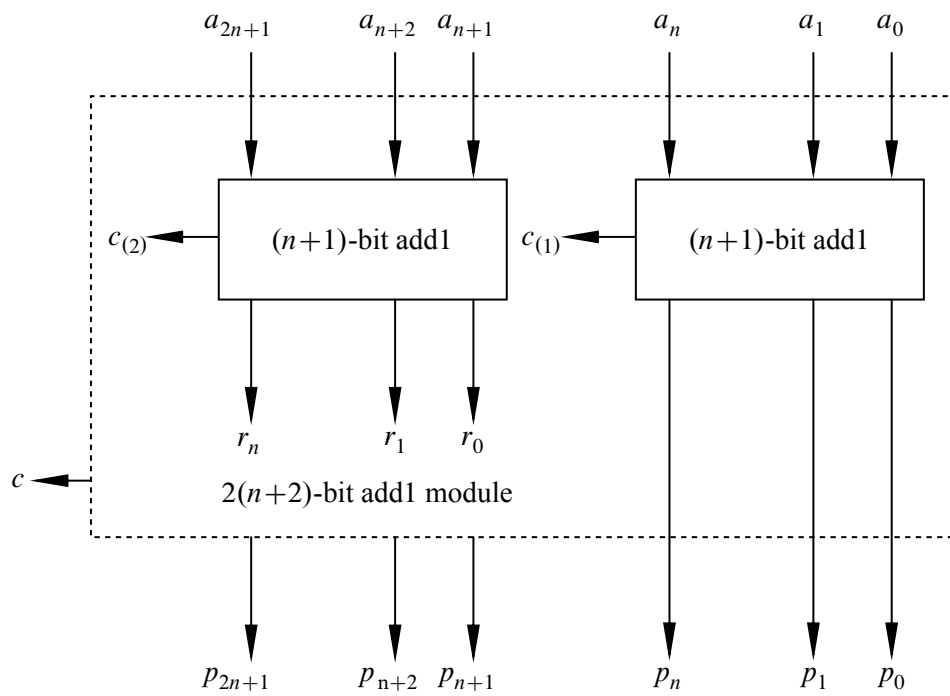 a_{2n+1} a_{n+2} a_{n+1} a_n a_1 a_0
c_{(2)} (n+1)-bit add1 c_{(1)} (n+1)-bit add1
r_n r_1 r_0
c 2(n+2)-bit add1 module
p_{2n+1} p_{n+2} p_{n+1} p_n p_1 p_0